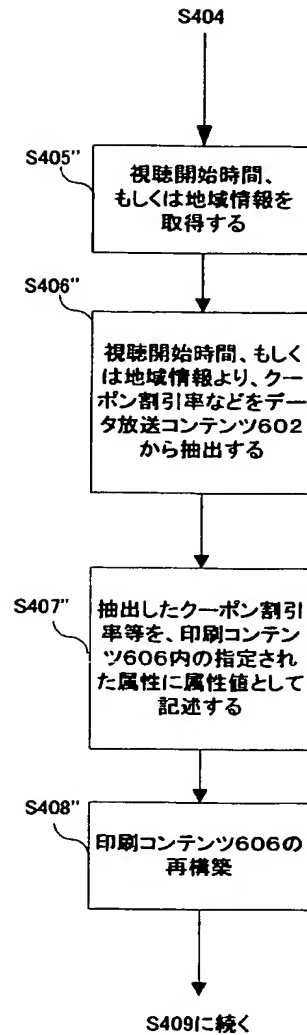 S404
S405''
視聴開始時間、
もしくは地域情報を
取得する
S406''
視聴開始時間、もしく
は地域情報より、クー
ポン割引率などをデー
タ放送コンテンツ602
から抽出する
S407''
抽出したクーポン割引
率等を、印刷コンテン
ツ606内の指定され
た属性に属性値として
記述する
S408''
印刷コンテンツ606の
再構築
S409に続く